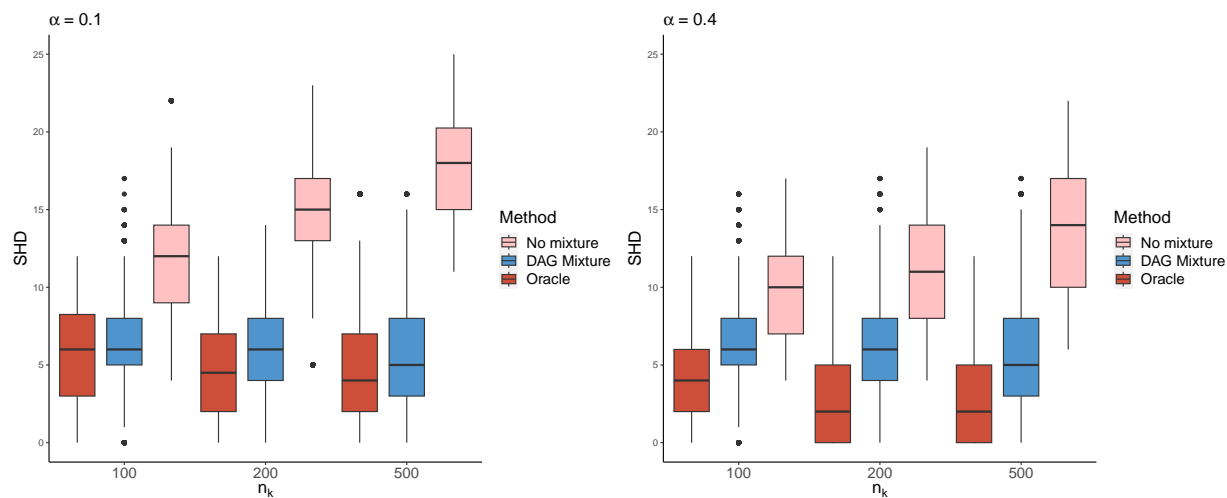 α = 0.1
25
20
15
10
5
0
SHD
100
200
500
n_k
Method
No mixture
DAG Mixture
Oracle
α = 0.4
25
20
15
10
5
0
SHD
100
200
500
n_k
Method
No mixture
DAG Mixture
Oracle